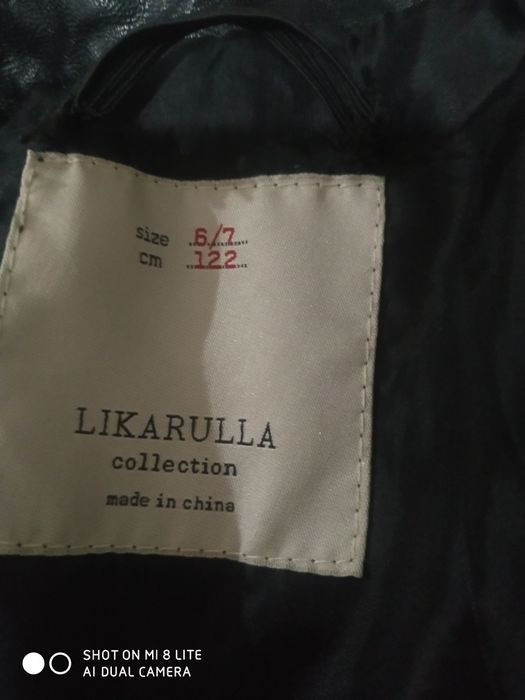 size 6/7
cm 122
LIKARULLA
collection
made in china
SHOT ON MI 8 LITE
AI DUAL CAMERA